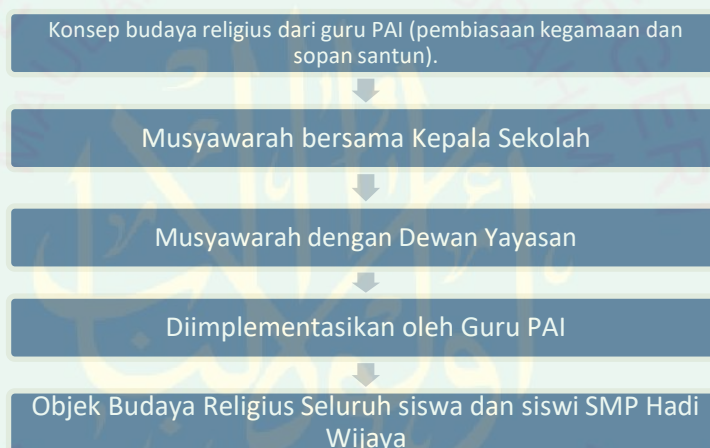 Konsep budaya religius dari guru PAI (pembiasaan kegamaan dan
sopan santun).
Musyawarah bersama Kepala Sekolah
Musyawarah dengan Dewan Yayasan
Diimplementasikan oleh Guru PAI
Objek Budaya Religius Seluruh siswa dan siswi SMP Hadi
Wijaya